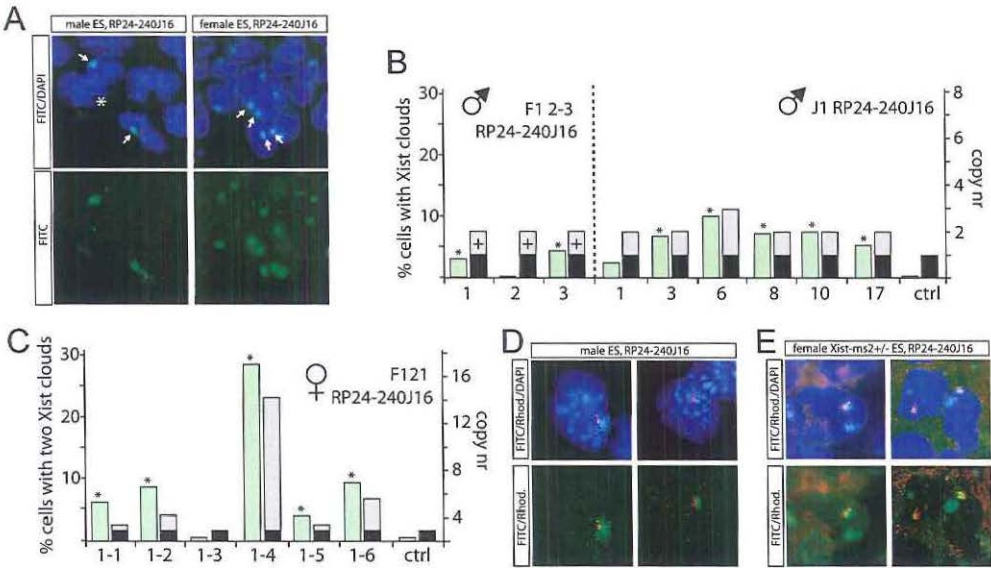 A
male ES, RP24-240J16
female ES, RP24-240J16
FITC/DAPI
*
FITC
B
% cells with Xist clouds
30
20
10
F1 2-3
RP24-240J16
J1 RP24-240J16
8
6
4
2
copy nr
* + + * + * * * * *
1 2 3 1 3 6 8 10 17 ctrl
C
% cells with two Xist clouds
30
20
10
F121
RP24-240J16
16
12
8
4
copy nr
* * * * *
1-1 1-2 1-3 1-4 1-5 1-6 ctrl
D
male ES, RP24-240J16
FITC/Rhod./DAPI
FITC/Rhod.
E
female Xist-ms2+/- ES, RP24-240J16
FITC/Rhod./DAPI
FITC/Rhod.